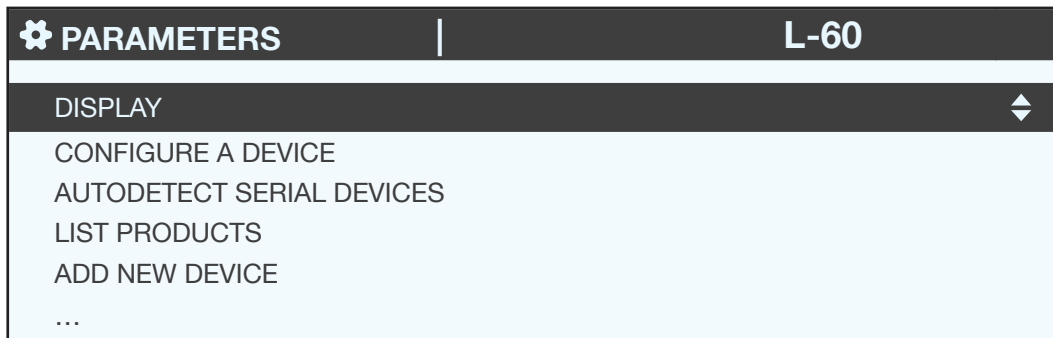 PARAMETERS | L-60
DISPLAY
CONFIGURE A DEVICE
AUTODETECT SERIAL DEVICES
LIST PRODUCTS
ADD NEW DEVICE
…